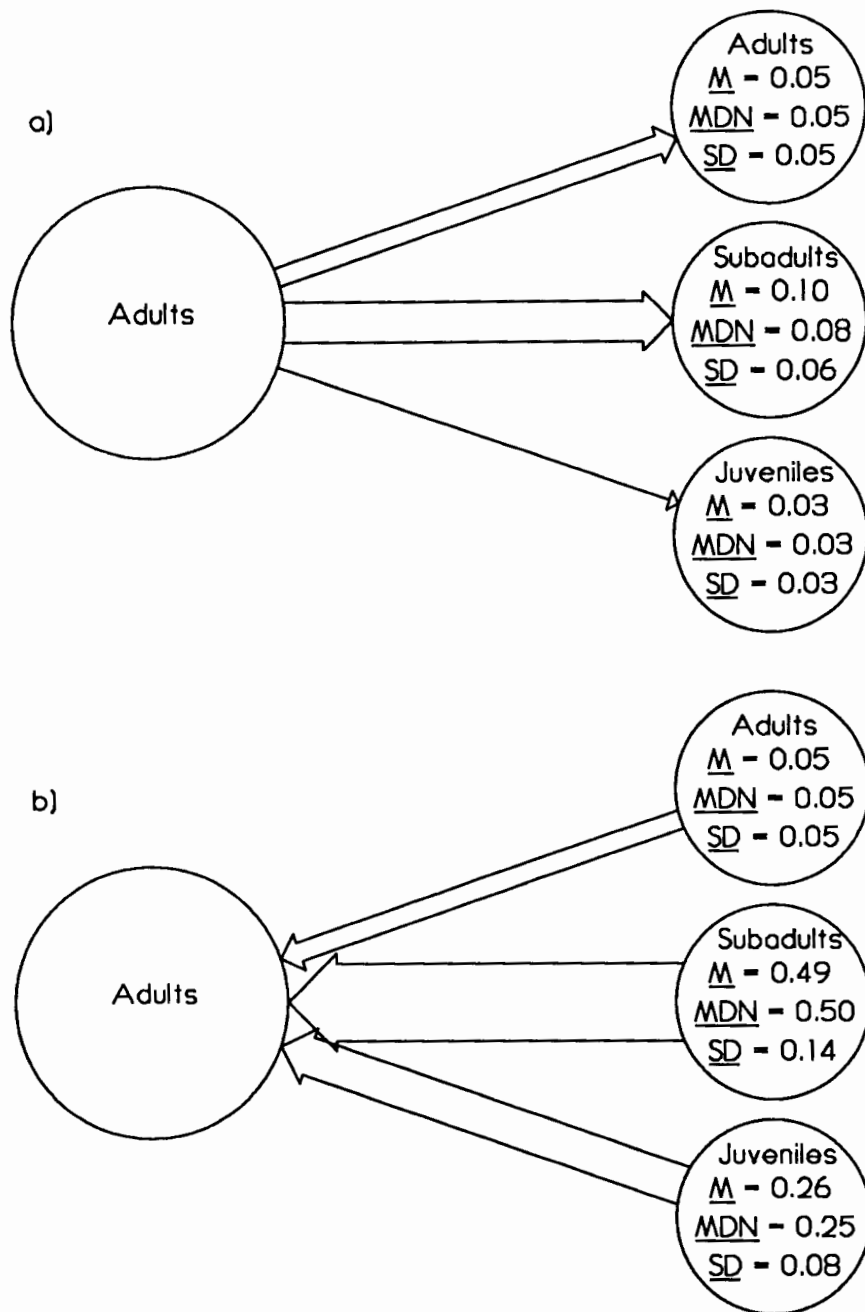 a)
Adults
Adults
M - 0.05
MDN - 0.05
SD - 0.05
Subadults
M - 0.10
MDN - 0.08
SD - 0.06
Juveniles
M - 0.03
MDN - 0.03
SD - 0.03
b)
Adults
Adults
M - 0.05
MDN - 0.05
SD - 0.05
Subadults
M - 0.49
MDN - 0.50
SD - 0.14
Juveniles
M - 0.26
MDN - 0.25
SD - 0.08